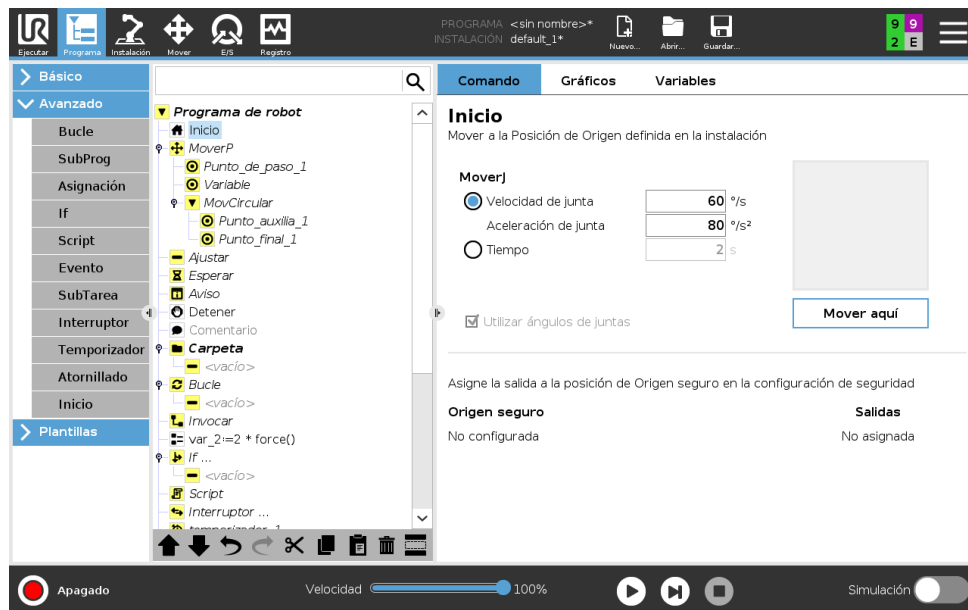 PROGRAMA <sin nombre>*
INSTALACIÓN default_1*
Ejecutar Programa Instalación Mover E/S Registro
Nuevo... Abrir... Guardar...
9 9
2 E
Básico
Avanzado
Bucle
SubProg
Asignación
If
Script
Evento
SubTarea
Interruptor
Temporizador
Atornillado
Inicio
Plantillas
Programa de robot
Inicio
MoverP
Punto_de_paso_1
Variable
MovCircular
Punto_auxilia_1
Punto_final_1
Ajustar
Esperar
Aviso
Detener
Comentario
Carpeta
<vacío>
Bucle
<vacío>
Invocar
var_2:=2 * force()
If ...
<vacío>
Script
Interruptor ...
temporizador_1
Comando Gráficos Variables
Inicio
Mover a la Posición de Origen definida en la instalación
MoverJ
Velocidad de junta 60 °/s
Aceleración de junta 80 °/s²
Tiempo 2 s
Utilizar ángulos de juntas
Mover aquí
Asigne la salida a la posición de Origen seguro en la configuración de seguridad
Origen seguro Salidas
No configurada No asignada
Apagado Velocidad 100% Simulación